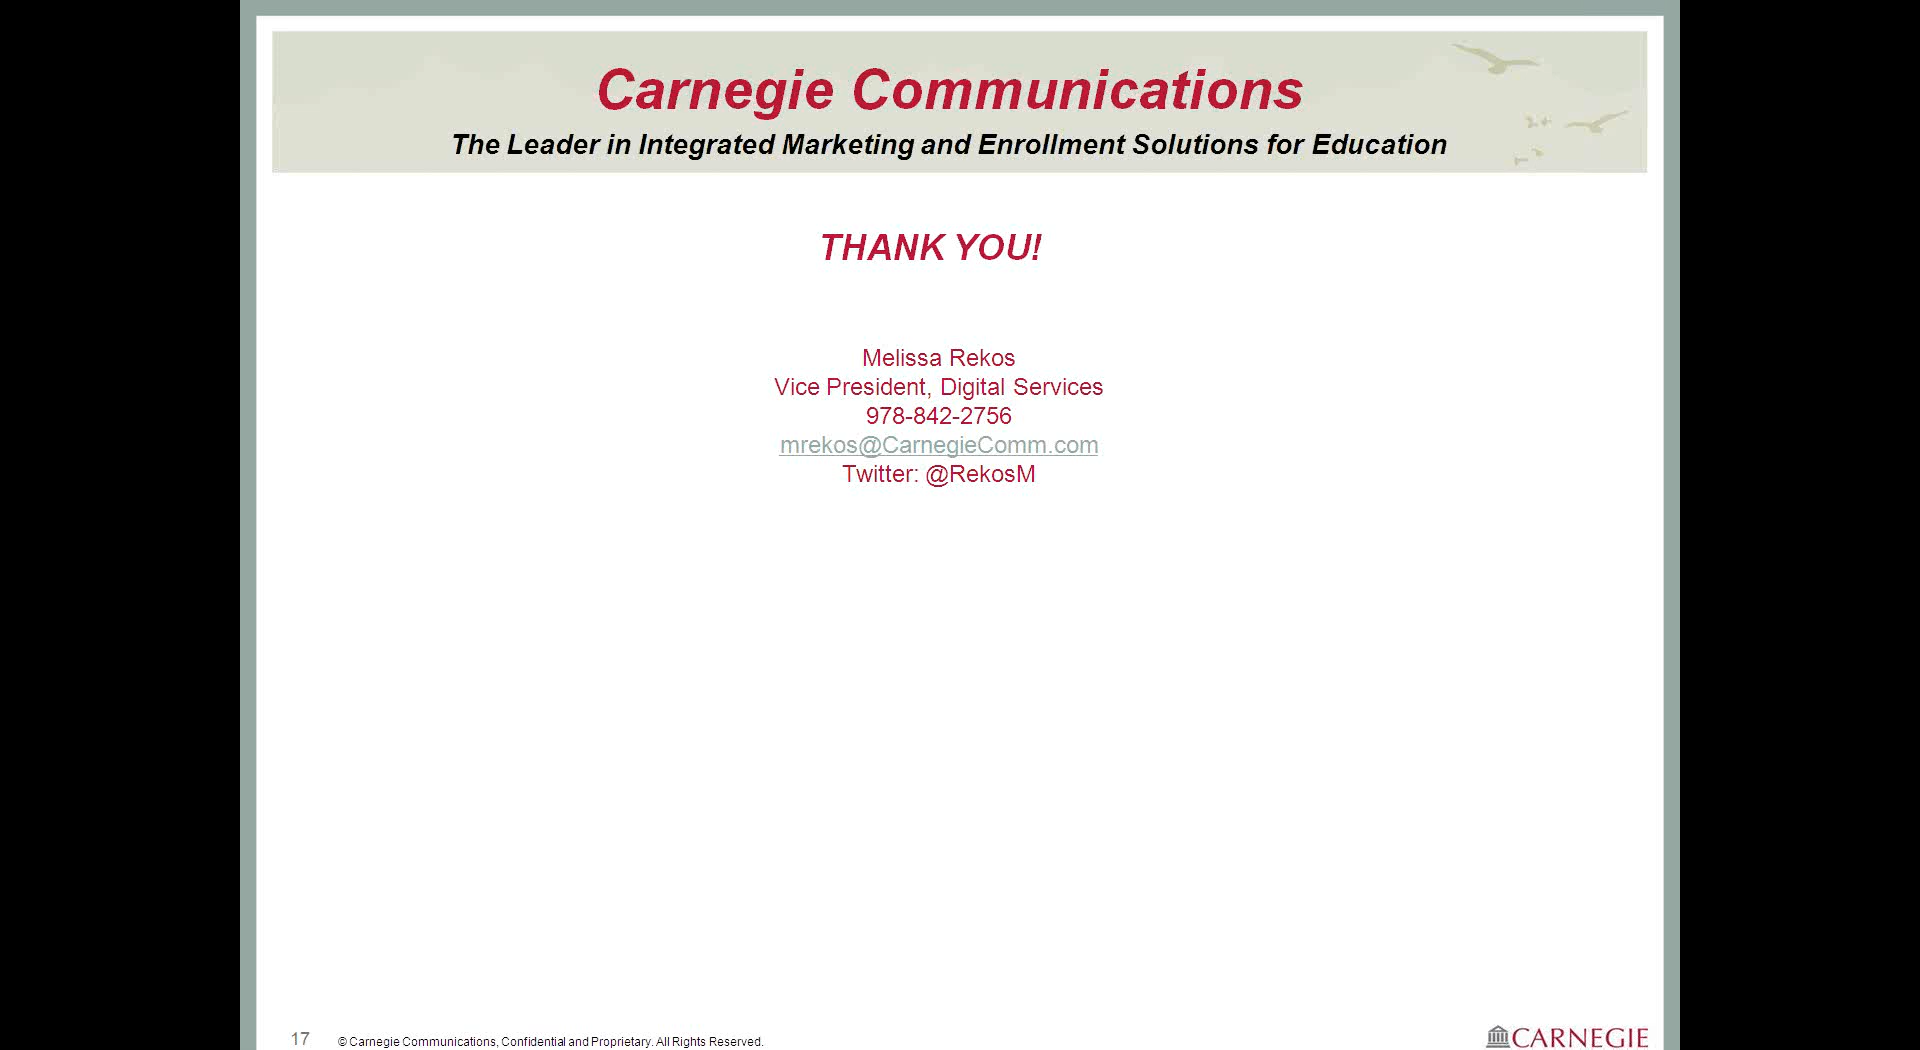 Carnegie Communications
The Leader in Integrated Marketing and Enrollment Solutions for Education
THANK YOU!
Melissa Rekos
Vice President, Digital Services
978-842-2756
mrekos@CarnegieComm.com
Twitter: @RekosM
17
© Carnegie Communications, Confidential and Proprietary. All Rights Reserved.
CARNEGIE